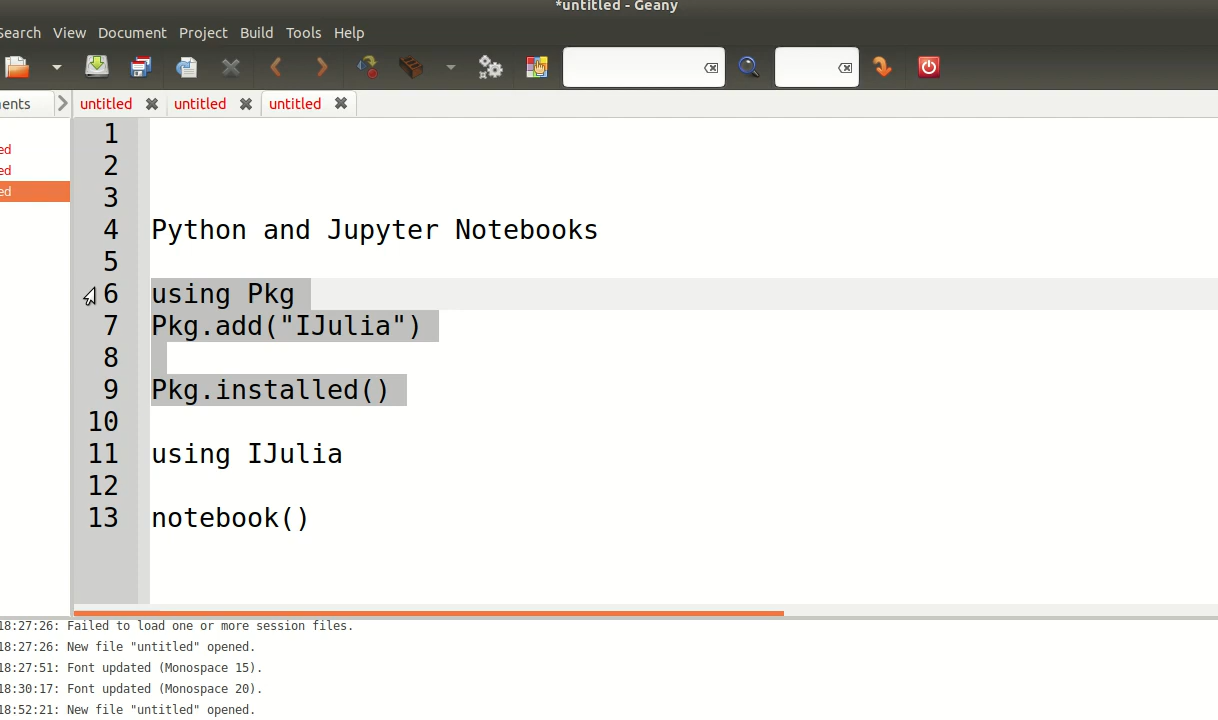 *untitled - Geany
Search View Document Project Build Tools Help
untitled untitled untitled
1
2
3
4 Python and Jupyter Notebooks
5
6 using Pkg
7 Pkg.add("IJulia")
8
9 Pkg.installed()
10
11 using IJulia
12
13 notebook()
18:27:26: Failed to load one or more session files.
18:27:26: New file "untitled" opened.
18:27:51: Font updated (Monospace 15).
18:30:17: Font updated (Monospace 20).
18:52:21: New file "untitled" opened.